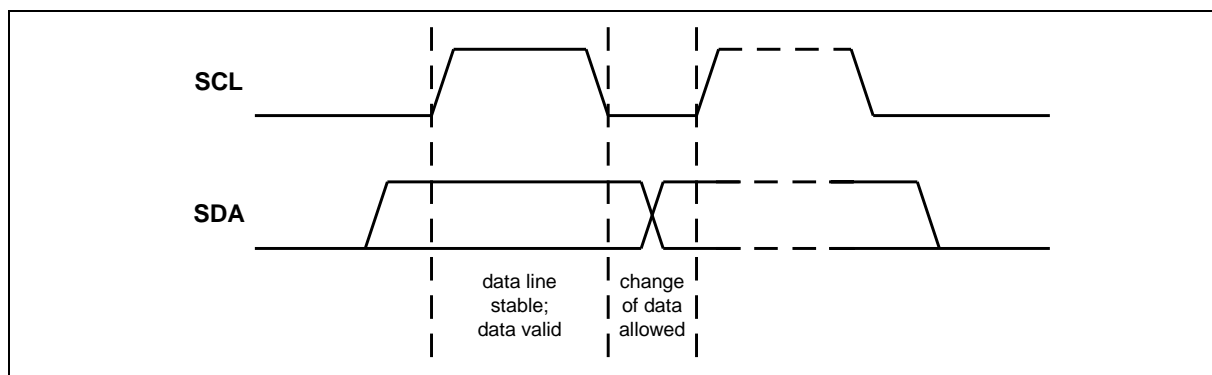 SCL
SDA
data line
stable;
data valid
change
of data
allowed